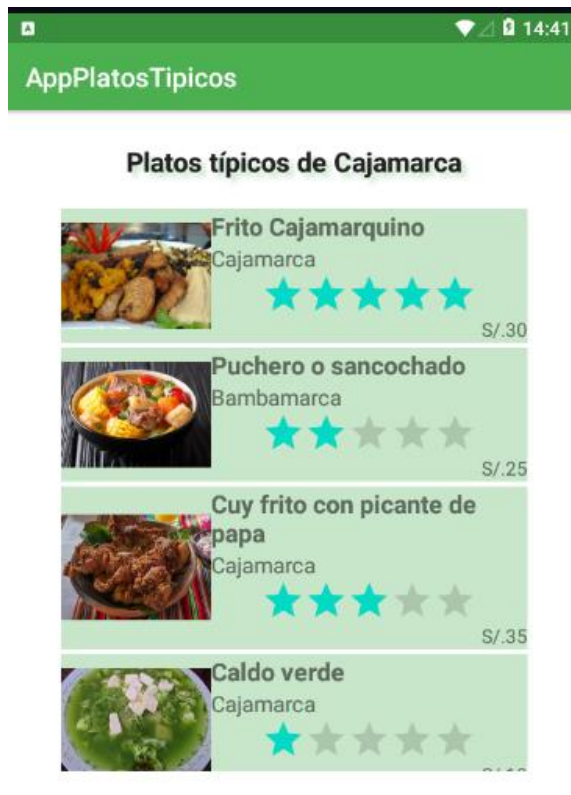 14:41
AppPlatosTipicos
Platos típicos de Cajamarca
Frito Cajamarquino
Cajamarca
S/.30
Puchero o sancochado
Bambamarca
S/.25
Cuy frito con picante de
papa
Cajamarca
S/.35
Caldo verde
Cajamarca